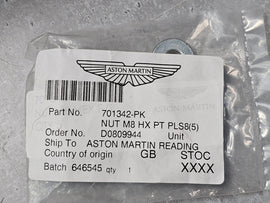 ASTON MARTIN
Part No. 701342-PK
NUT M8 HX PT PLS8(5)
Order No. D0809944 Unit
Ship To ASTON MARTIN READING
Country of origin GB STOC
Batch 646545 qty 1 XXXX